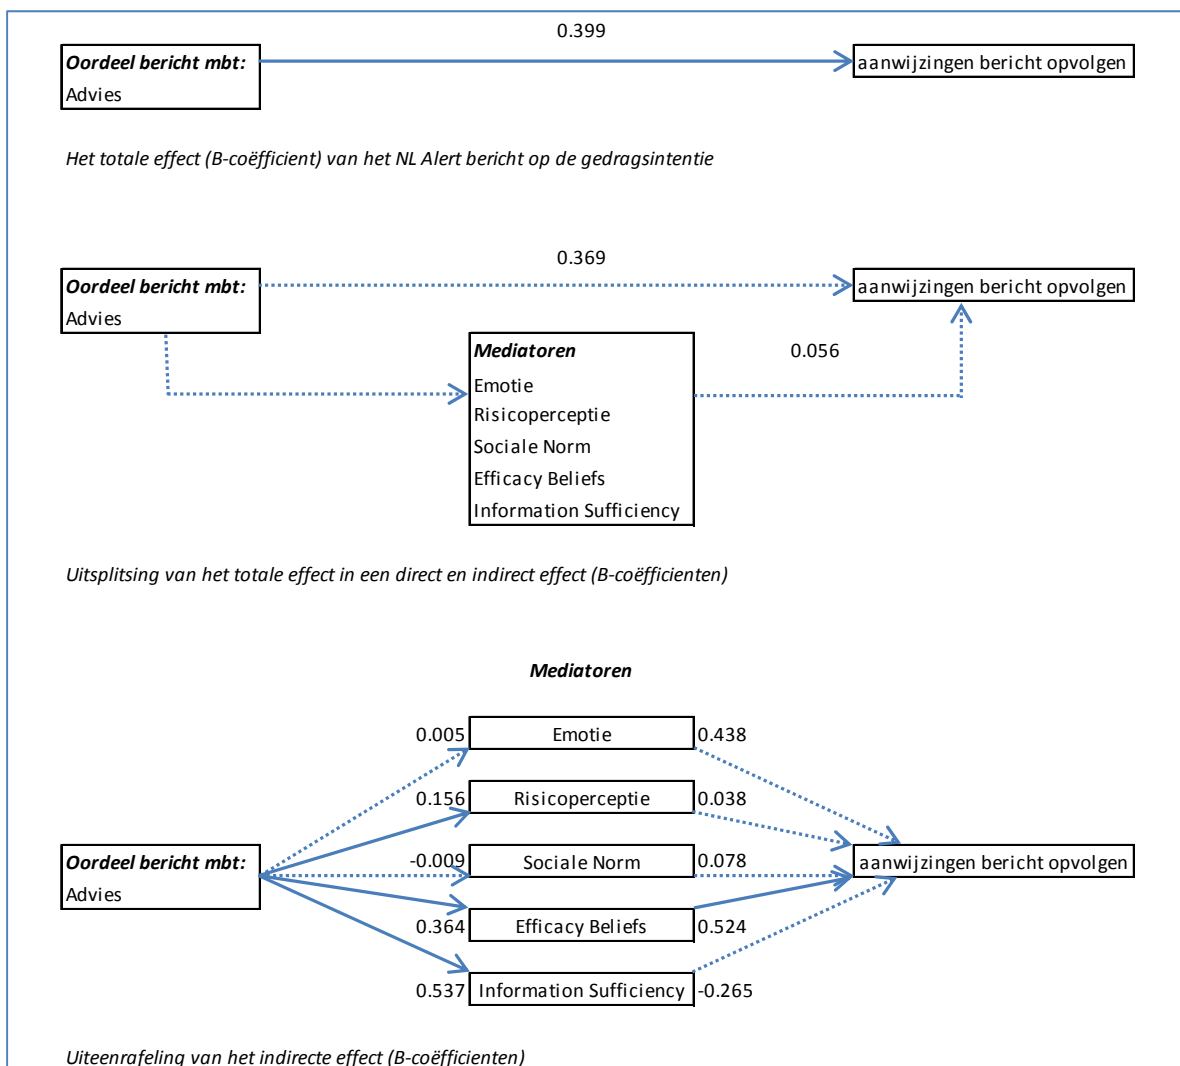 0.399
Oordeel bericht mbt:
Advies
aanwijzingen bericht opvolgen
Het totale effect (B-coëfficient) van het NL Alert bericht op de gedragsintentie
0.369
Oordeel bericht mbt:
Advies
aanwijzingen bericht opvolgen
Mediatoren
Emotie
Risicoperceptie
Sociale Norm
Efficacy Beliefs
Information Sufficiency
0.056
Uitsplitsing van het totale effect in een direct en indirect effect (B-coëfficienten)
Mediatoren
0.005 Emotie 0.438
0.156 Risicoperceptie 0.038
Oordeel bericht mbt:
Advies
-0.009 Sociale Norm 0.078
aanwijzingen bericht opvolgen
0.364 Efficacy Beliefs 0.524
0.537 Information Sufficiency -0.265
Uiteenrafeling van het indirecte effect (B-coëfficienten)